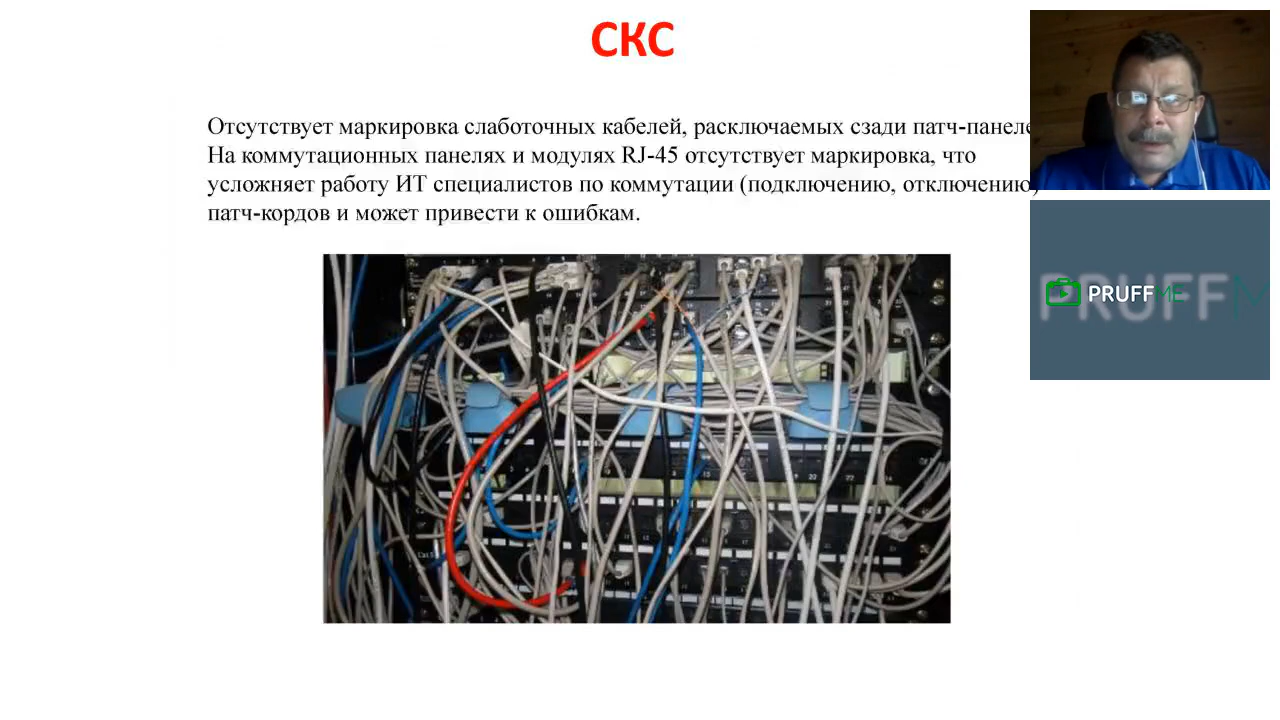 СКС
Отсутствует маркировка слаботочных кабелей, расключаемых сзади патч-панеле
На коммутационных панелях и модулях RJ-45 отсутствует маркировка, что
усложняет работу ИТ специалистов по коммутации (подключению, отключению)
патч-кордов и может привести к ошибкам.
PRUFFME